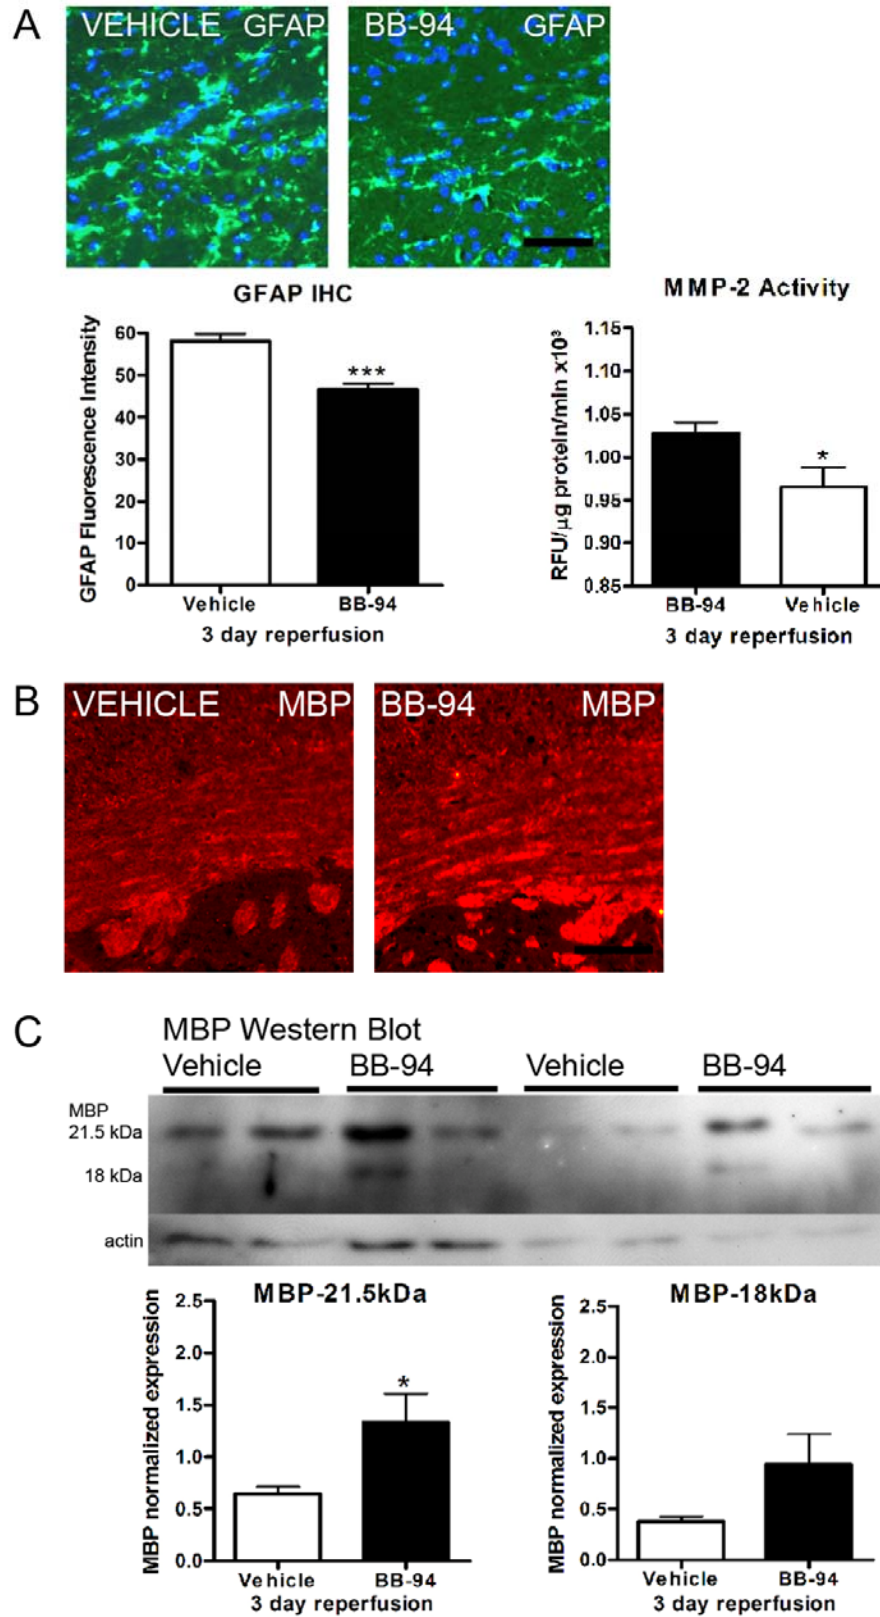 A
VEHICLE GFAP
BB-94 GFAP
GFAP IHC
GFAP Fluorescence Intensity
60
50
40
30
20
10
0
***
Vehicle
BB-94
3 day reperfusion
MMP-2 Activity
RFU/µg protein/min x10³
1.15
1.10
1.05
1.00
0.95
0.90
0.85
*
BB-94
Vehicle
3 day reperfusion
B
VEHICLE MBP
BB-94 MBP
C
MBP Western Blot
Vehicle BB-94 Vehicle BB-94
MBP
21.5 kDa
18 kDa
actin
MBP-21.5kDa
MBP normalized expression
2.5
2.0
1.5
1.0
0.5
0.0
*
Vehicle
BB-94
3 day reperfusion
MBP-18kDa
MBP normalized expression
2.5
2.0
1.5
1.0
0.5
0.0
Vehicle
BB-94
3 day reperfusion